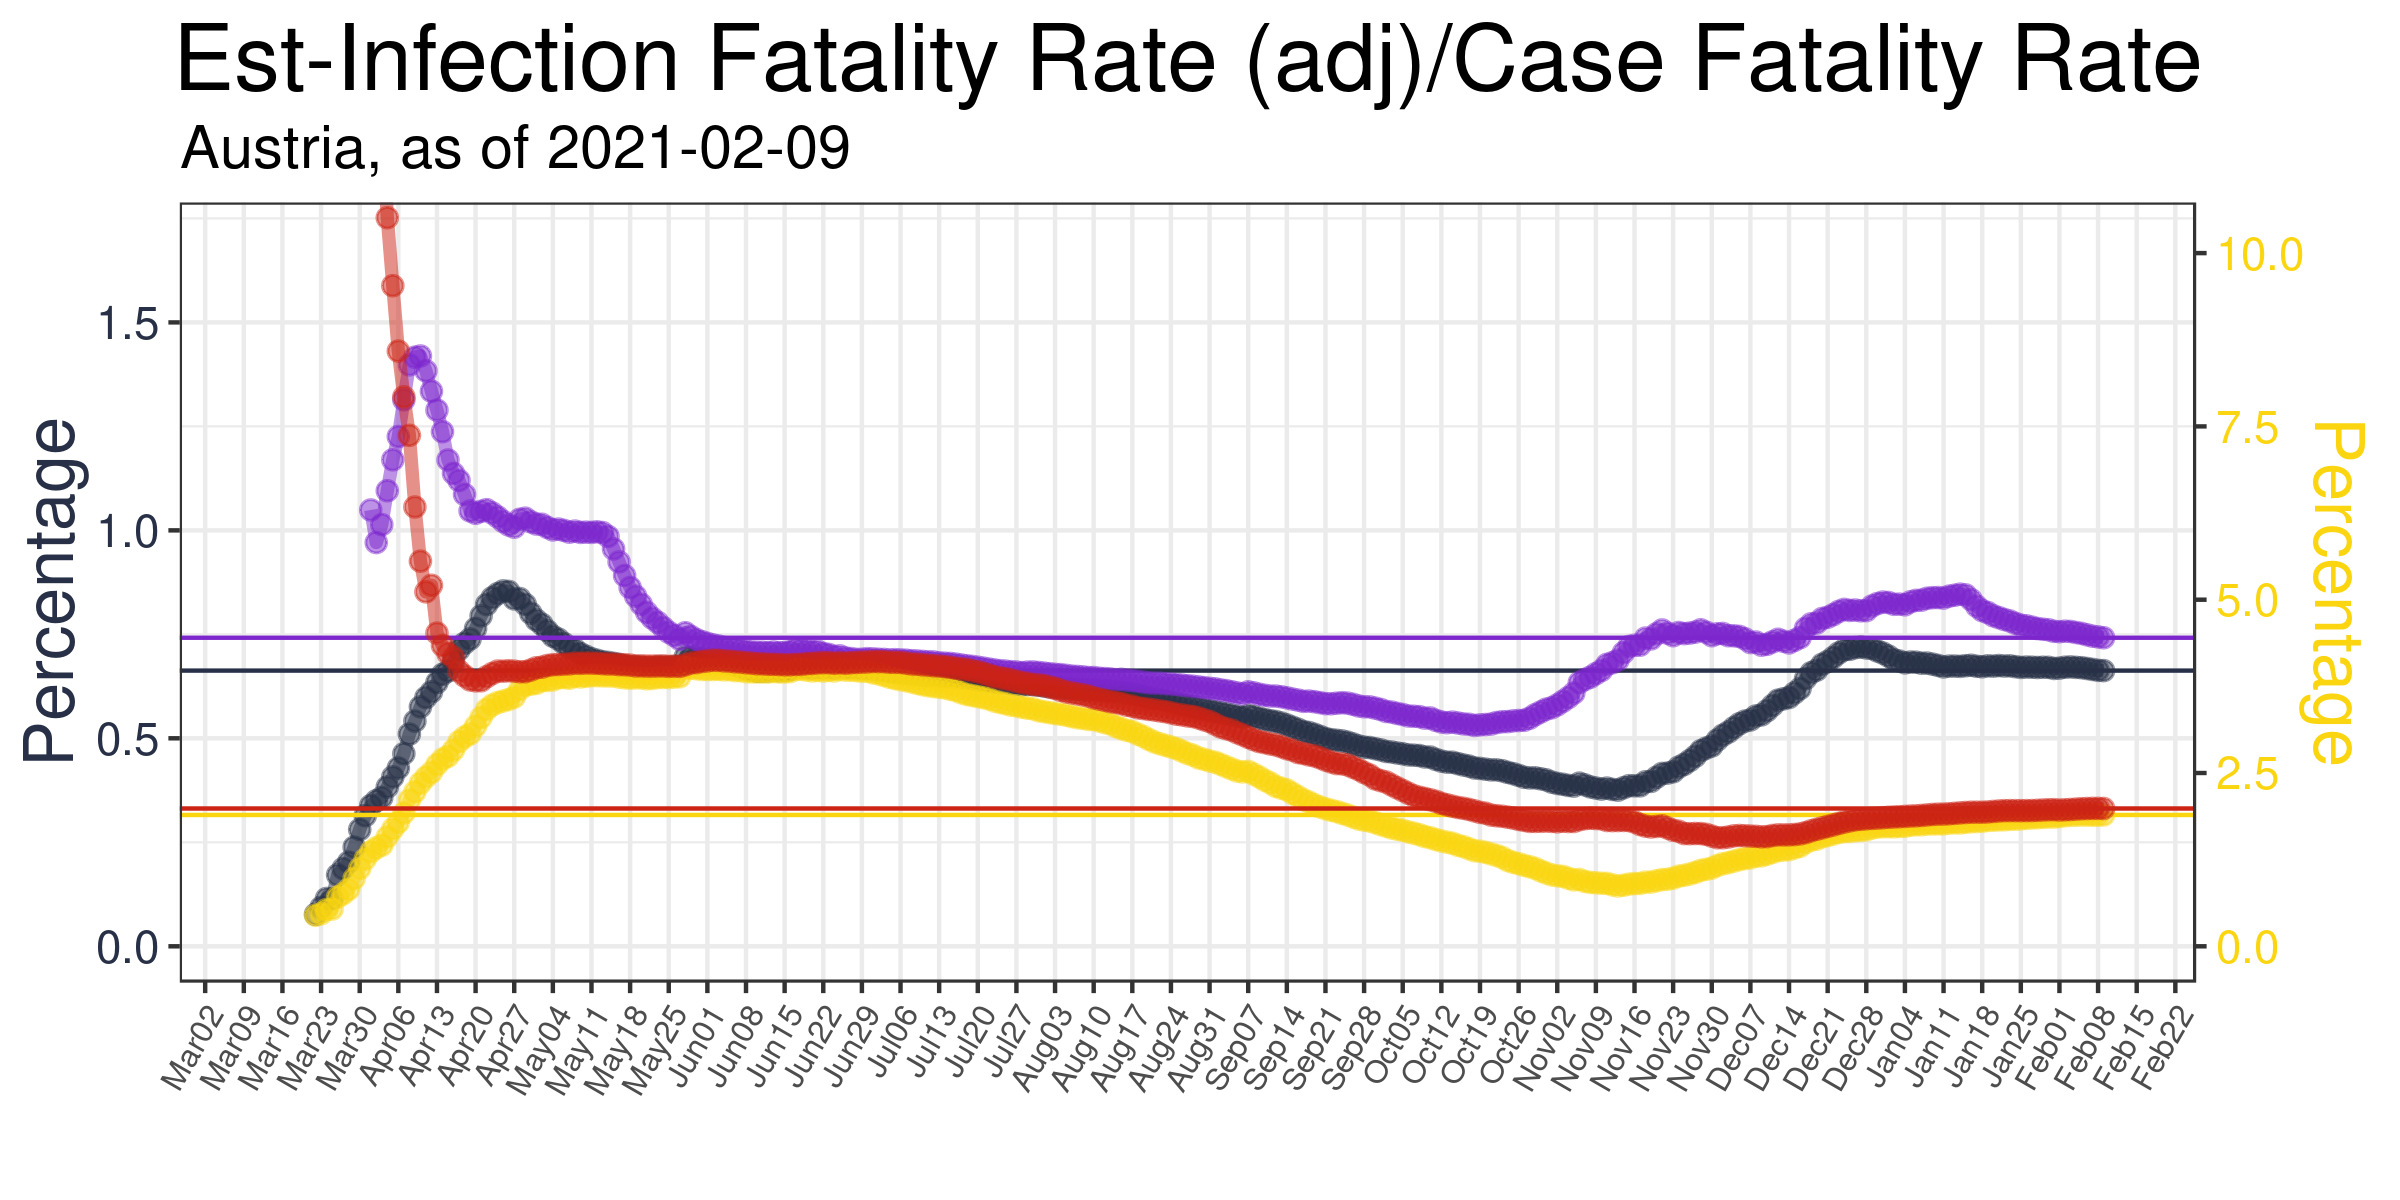 Est-Infection Fatality Rate (adj)/Case Fatality Rate
Austria, as of 2021-02-09
Percentage
1.5
1.0
0.5
0.0
10.0
7.5
5.0
2.5
0.0
Percentage
Mar02 Mar09 Mar16 Mar23 Mar30 Apr06 Apr13 Apr20 Apr27 May04 May11 May18 May25 Jun01 Jun08 Jun15 Jun22 Jun29 Jul06 Jul13 Jul20 Jul27 Aug03 Aug10 Aug17 Aug24 Aug31 Sep07 Sep14 Sep21 Sep28 Oct05 Oct12 Oct19 Oct26 Nov02 Nov09 Nov16 Nov23 Nov30 Dec07 Dec14 Dec21 Dec28 Jan04 Jan11 Jan18 Jan25 Feb01 Feb08 Feb15 Feb22